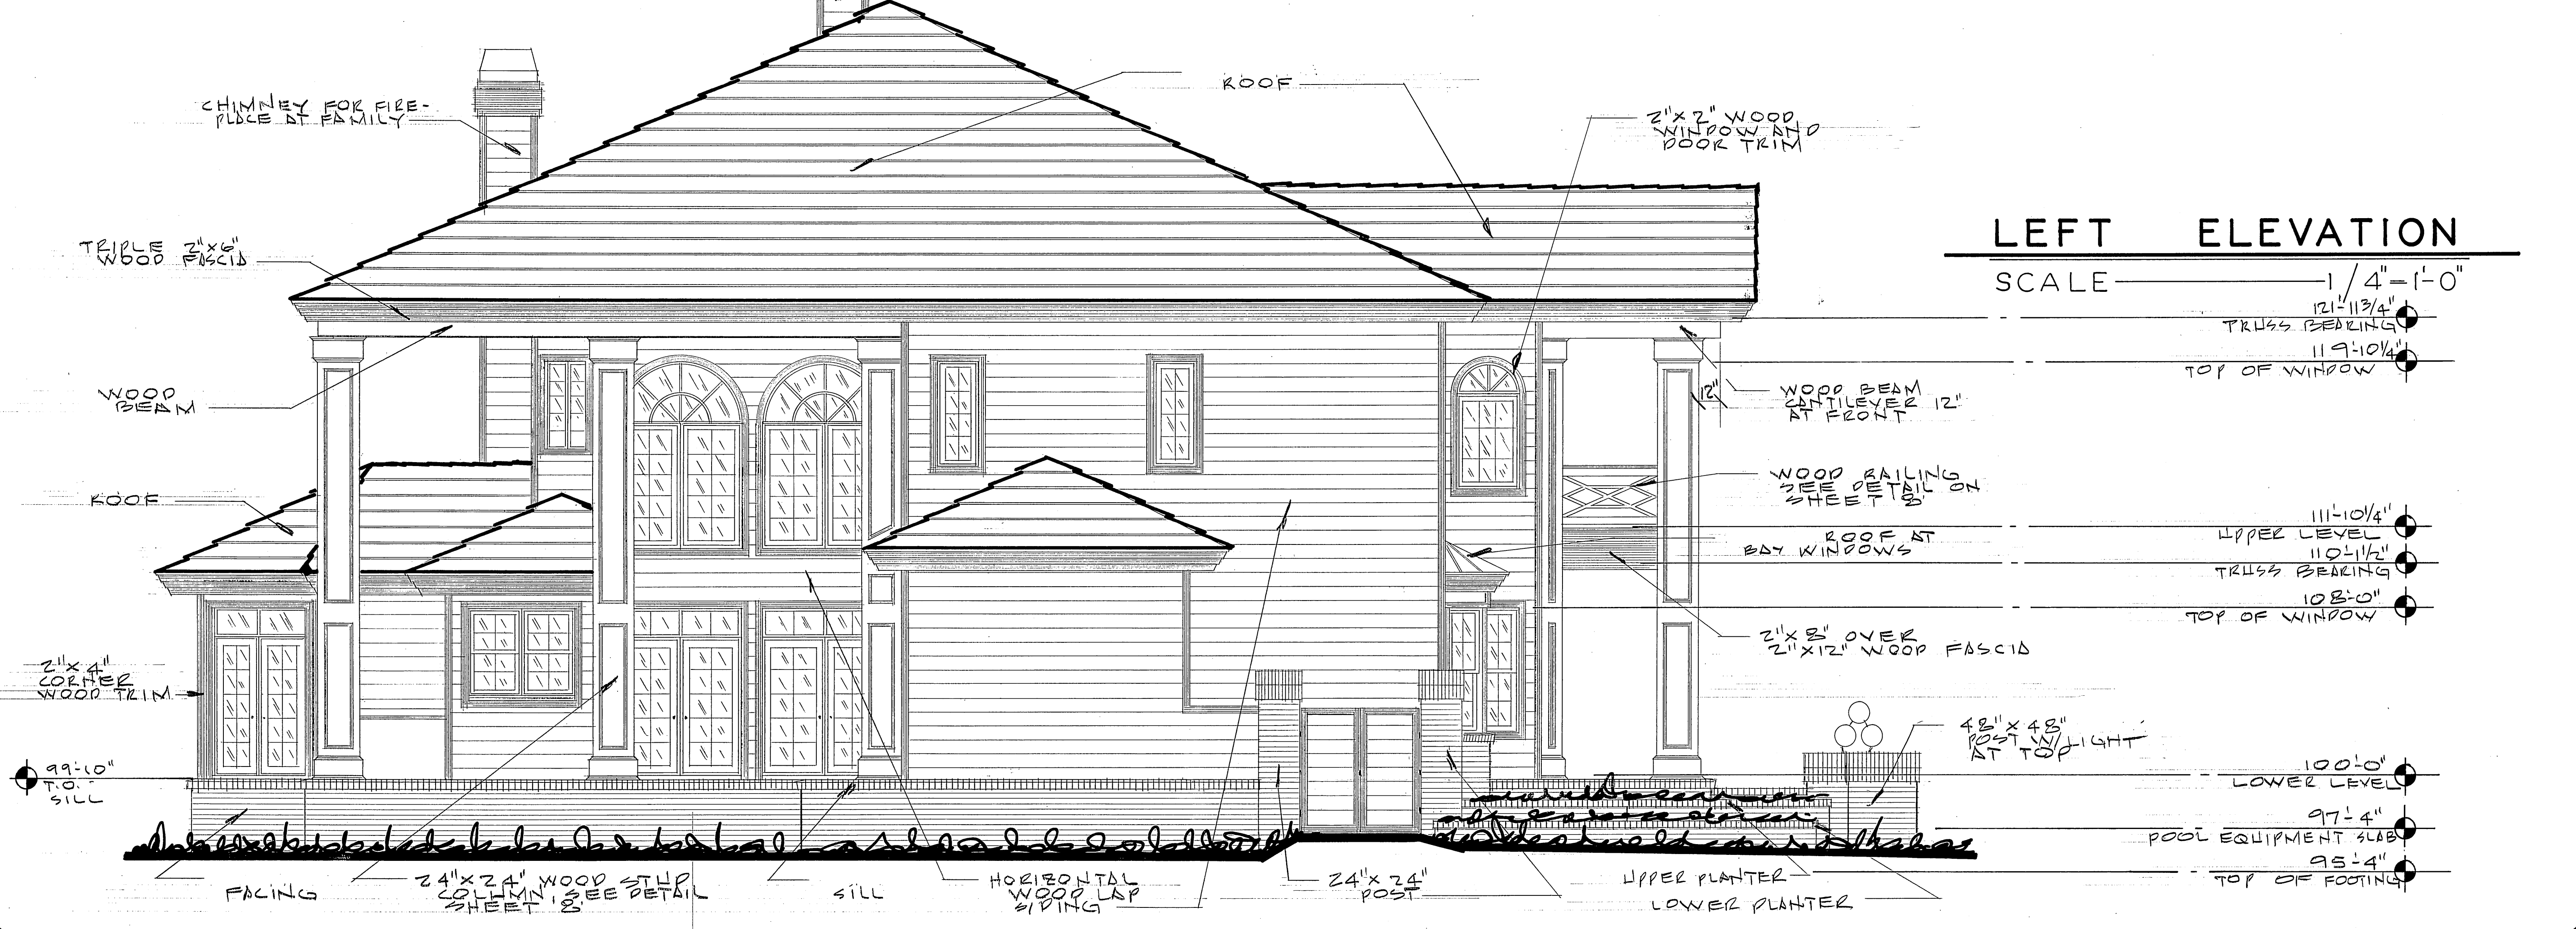 CHIMNEY FOR FIRE-
PLACE AT FAMILY
TRIPLE 2"X6"
WOOD FASCIA
WOOD
BEAM
ROOF
2"X 4"
CORNER
WOOD TRIM
99'-10"
T.O.
SILL
ROOF
2"X 2" WOOD
WINDOW AND
DOOR TRIM
LEFT ELEVATION
SCALE 1/4"=1'-0"
121'-11 3/4"
TRUSS BEARING
119'-10 1/4"
TOP OF WINDOW
12"
WOOD BEAM
CANTILEVER 12"
AT FRONT
WOOD RAILING
SEE DETAIL ON
SHEET 8
111'-10 1/4"
UPPER LEVEL
ROOF AT
BAY WINDOWS
110'-1 1/2"
TRUSS BEARING
108'-0"
TOP OF WINDOW
2"X 8" OVER
2"X12" WOOD FASCIA
48"X 48"
POST W/ LIGHT
AT TOP
100'-0"
LOWER LEVEL
97'-4"
POOL EQUIPMENT SLAB
95'-4"
TOP OF FOOTING
FACING
24"X 24" WOOD STUD
COLUMN, SEE DETAIL
SHEET 8
SILL
HORIZONTAL
WOOD LAP
SIDING
24"X 24"
POST
UPPER PLANTER
LOWER PLANTER